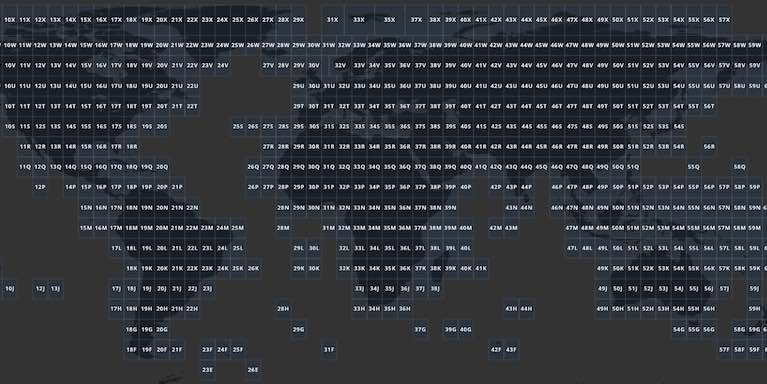 10X 11X 12X 13X 14X 15X 16X 17X 18X 19X 20X 21X 22X 23X 24X 25X 26X 27X 28X 29X 31X 33X 35X 37X 38X 39X 40X 41X 42X 43X 44X 45X 46X 47X 48X 49X 50X 51X 52X 53X 54X 55X 56X 57X
10W 11W 12W 13W 14W 15W 16W 17W 18W 19W 20W 21W 22W 23W 24W 25W 26W 27W 28W 29W 30W 31W 32W 33W 34W 35W 36W 37W 38W 39W 40W 41W 42W 43W 44W 45W 46W 47W 48W 49W 50W 51W 52W 53W 54W 55W 56W 57W 58W 59W
10V 11V 12V 13V 14V 15V 16V 17V 18V 19V 20V 21V 22V 23V 24V 27V 28V 29V 30V 32V 33V 34V 35V 36V 37V 38V 39V 40V 41V 42V 43V 44V 45V 46V 47V 48V 49V 50V 51V 52V 53V 54V 55V 56V 57V 58V 59V
10U 11U 12U 13U 14U 15U 16U 17U 18U 19U 20U 21U 22U 29U 30U 31U 32U 33U 34U 35U 36U 37U 38U 39U 40U 41U 42U 43U 44U 45U 46U 47U 48U 49U 50U 51U 52U 53U 54U 55U 56U 57U 58U 59U
10T 11T 12T 13T 14T 15T 16T 17T 18T 19T 20T 21T 22T 29T 30T 31T 32T 33T 34T 35T 36T 37T 38T 39T 40T 41T 42T 43T 44T 45T 46T 47T 48T 49T 50T 51T 52T 53T 54T 55T 56T
10S 11S 12S 13S 14S 15S 16S 17S 18S 19S 20S 25S 26S 27S 28S 29S 30S 31S 32S 33S 34S 35S 36S 37S 38S 39S 40S 41S 42S 43S 44S 45S 46S 47S 48S 49S 50S 51S 52S 53S 54S
11R 12R 13R 14R 15R 16R 17R 18R 27R 28R 29R 30R 31R 32R 33R 34R 35R 36R 37R 38R 39R 40R 41R 42R 43R 44R 45R 46R 47R 48R 49R 50R 51R 52R 53R 54R 56R
11Q 12Q 13Q 14Q 15Q 16Q 17Q 18Q 19Q 20Q 26Q 27Q 28Q 29Q 30Q 31Q 32Q 33Q 34Q 35Q 36Q 37Q 38Q 39Q 40Q 41Q 42Q 43Q 44Q 45Q 46Q 47Q 48Q 49Q 50Q 51Q 55Q 58Q
12P 14P 15P 16P 17P 18P 19P 20P 21P 26P 27P 28P 29P 30P 31P 32P 33P 34P 35P 36P 37P 38P 39P 40P 42P 43P 44P 46P 47P 48P 49P 50P 51P 52P 53P 54P 55P 56P 57P 58P 59P
15N 16N 17N 18N 19N 20N 21N 22N 28N 29N 30N 31N 32N 33N 34N 35N 36N 37N 38N 39N 43N 44N 46N 47N 48N 49N 50N 51N 52N 53N 54N 55N 56N 57N 58N 59N
15M 16M 17M 18M 19M 20M 21M 22M 23M 24M 25M 28M 31M 32M 33M 34M 35M 36M 37M 38M 39M 40M 42M 43M 47M 48M 49M 50M 51M 52M 53M 54M 55M 56M 57M 58M 59M
17L 18L 19L 20L 21L 22L 23L 24L 25L 29L 30L 32L 33L 34L 35L 36L 37L 38L 39L 40L 47L 48L 49L 50L 51L 52L 53L 54L 55L 56L 57L 58L 59L
18K 19K 20K 21K 22K 23K 24K 25K 26K 29K 30K 32K 33K 34K 35K 36K 37K 38K 39K 40K 41K 49K 50K 51K 52K 53K 54K 55K 56K 57K 58K 59K
10J 12J 13J 17J 18J 19J 20J 21J 22J 23J 33J 34J 35J 36J 37J 38J 49J 50J 51J 52J 53J 54J 55J 56J 57J 59J
17H 18H 19H 20H 21H 22H 28H 33H 34H 35H 36H 43H 44H 49H 50H 51H 52H 53H 54H 55H 56H 59H
18G 19G 20G 29G 37G 39G 40G 54G 55G 56G 58G 59G
18F 19F 20F 21F 23F 24F 25F 31F 42F 43F 57F 58F 59F
23E 26E